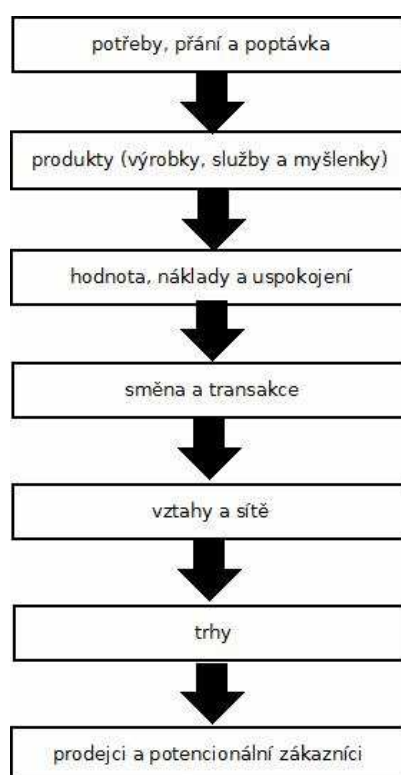 potřeby, přání a poptávka
produkty (výrobky, služby a myšlenky)
hodnota, náklady a uspokojení
směna a transakce
vztahy a sítě
trhy
prodejci a potencionální zákazníci